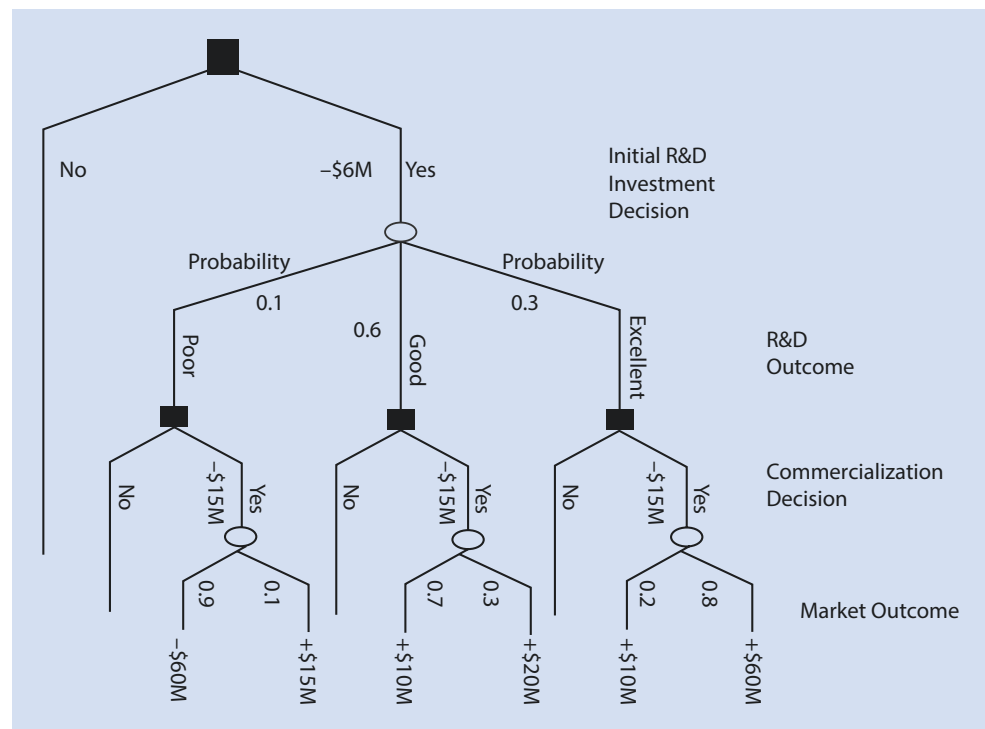 No
–$6M
Yes
Initial R&D
Investment
Decision
Probability
Probability
0.1
0.6
0.3
Poor
Good
Excellent
R&D
Outcome
No
–$15M
Yes
No
–$15M
Yes
No
–$15M
Yes
Commercialization
Decision
0.9
0.1
0.7
0.3
0.2
0.8
Market Outcome
–$60M
+$15M
+$10M
+$20M
+$10M
+$60M